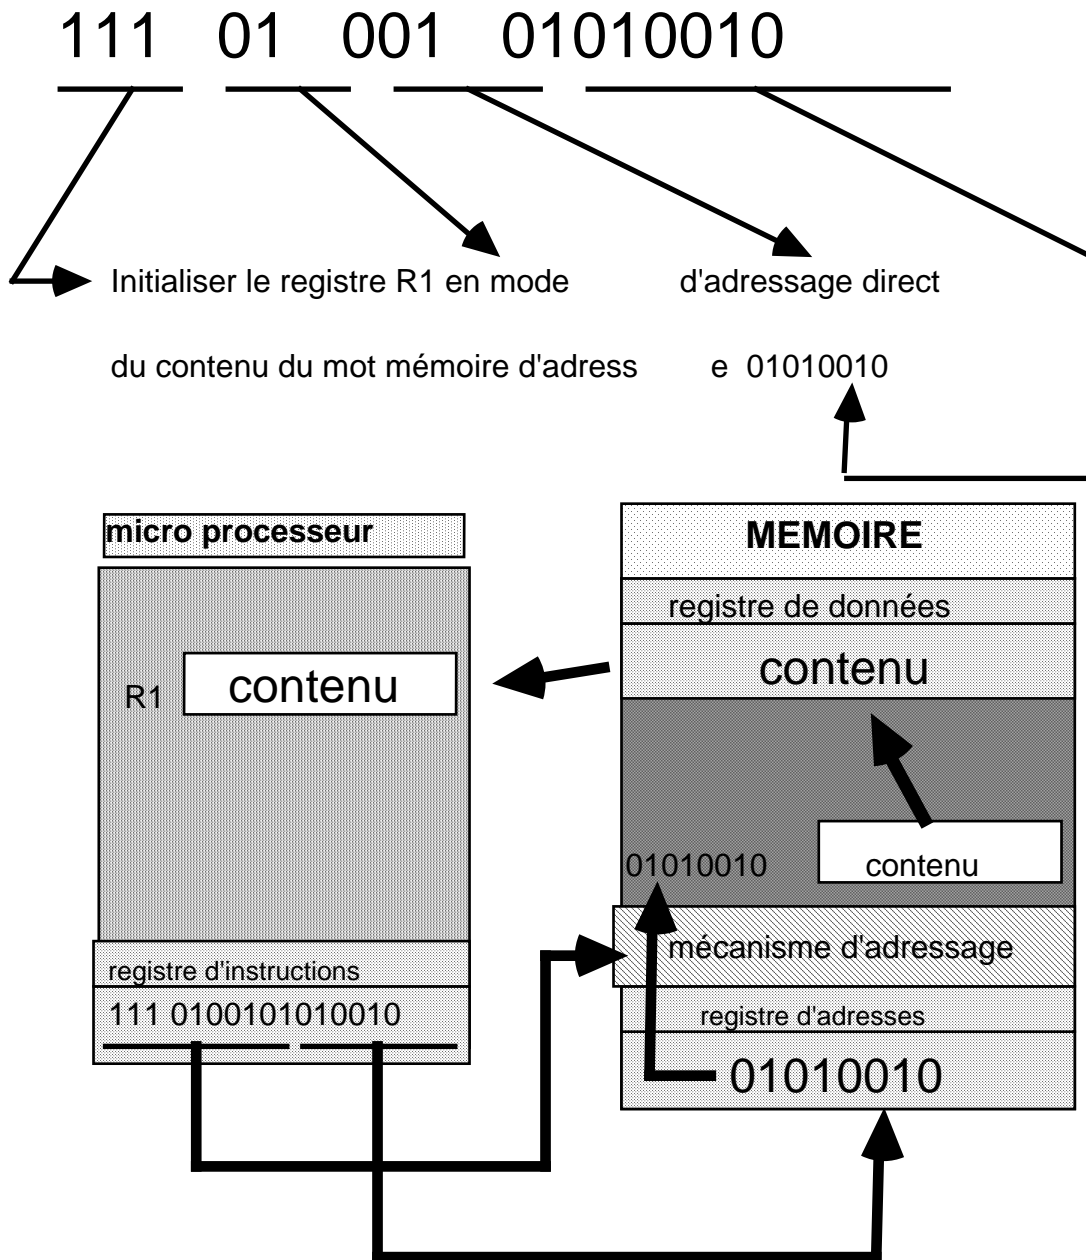 111 01 001 01010010
Initialiser le registre R1 en mode d'adressage direct
du contenu du mot mémoire d'adress e 01010010
micro processeur
R1 contenu
registre d'instructions
111 0100101010010
MEMOIRE
registre de données
contenu
01010010 contenu
mécanisme d'adressage
registre d'adresses
01010010